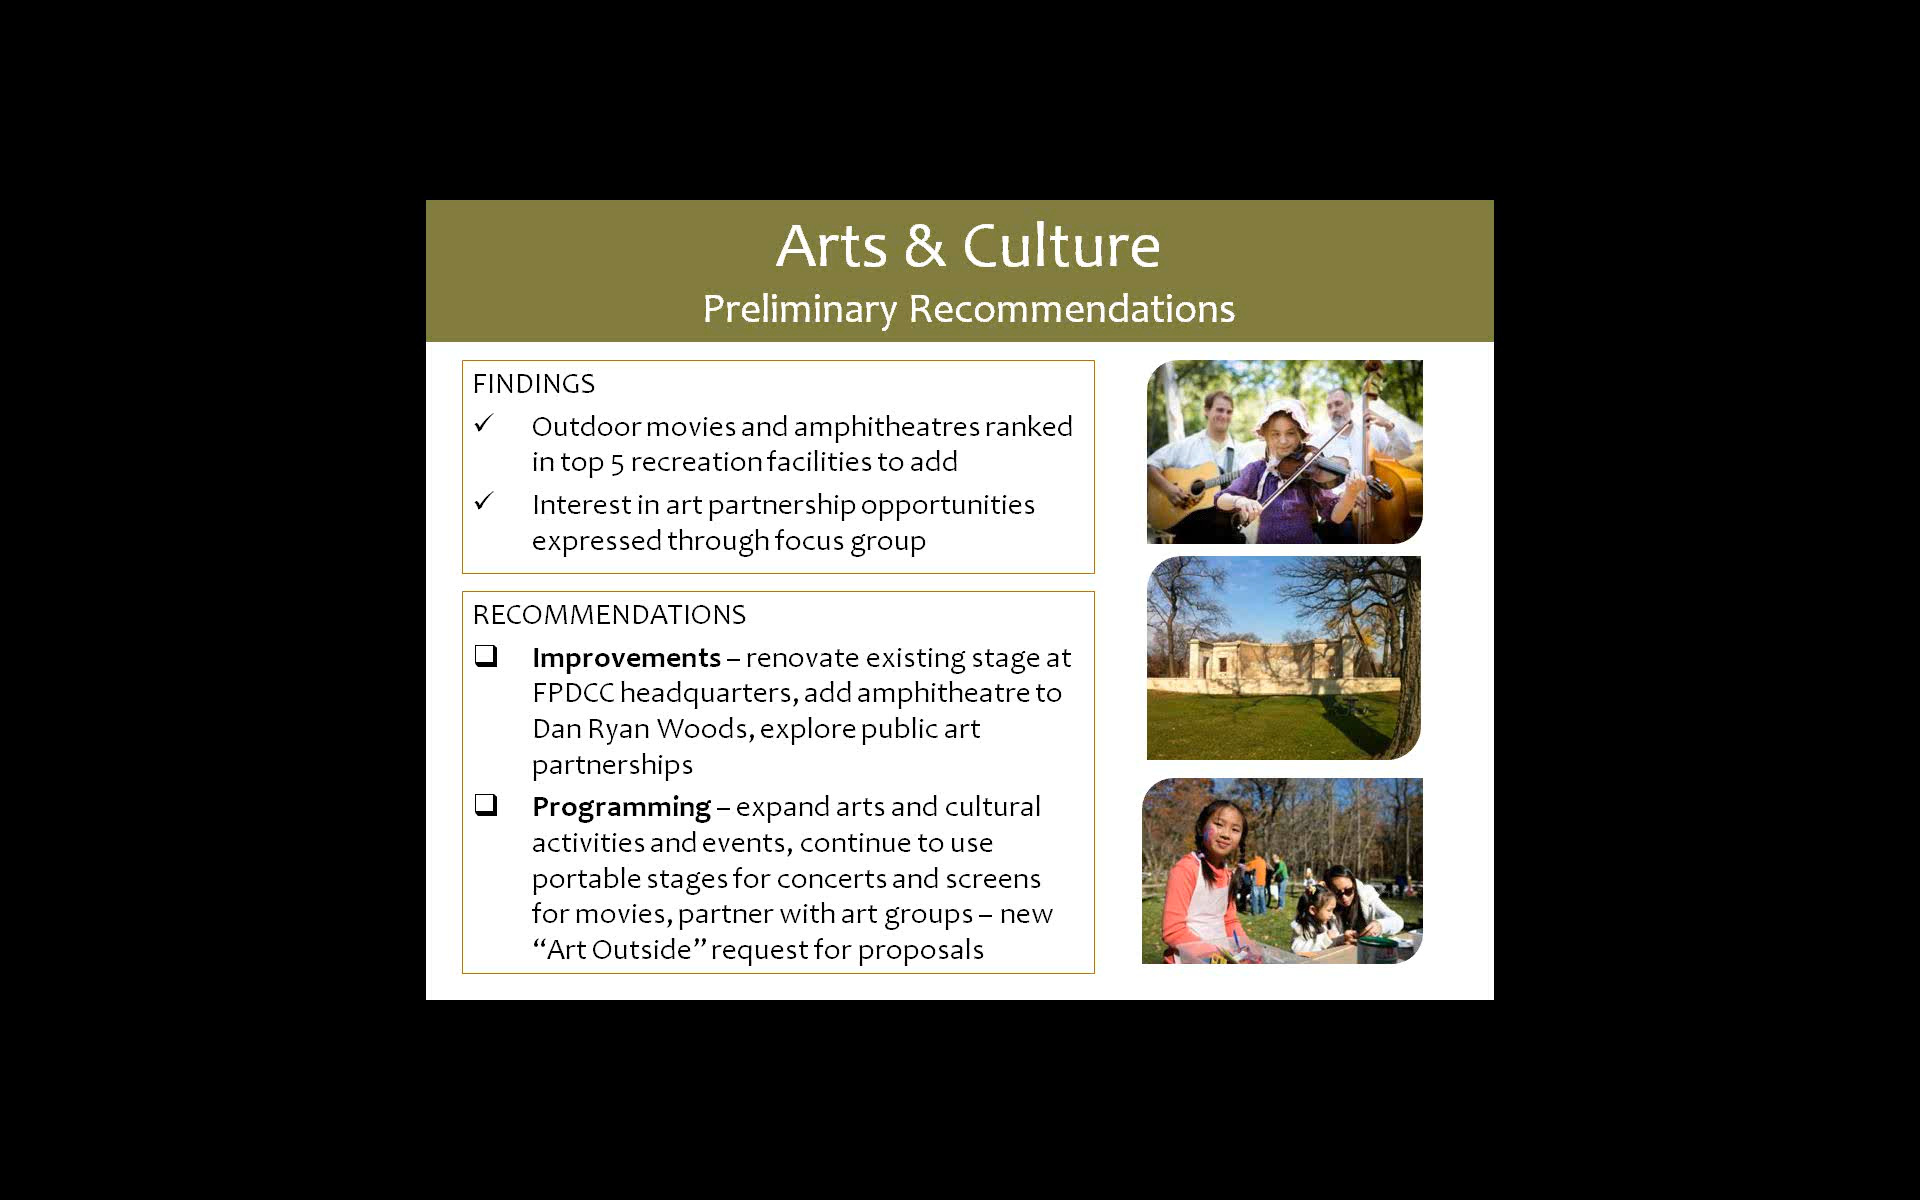 Arts & Culture
Preliminary Recommendations
FINDINGS
✓ Outdoor movies and amphitheatres ranked
in top 5 recreation facilities to add
✓ Interest in art partnership opportunities
expressed through focus group
RECOMMENDATIONS
❑ Improvements – renovate existing stage at
FPDCC headquarters, add amphitheatre to
Dan Ryan Woods, explore public art
partnerships
❑ Programming – expand arts and cultural
activities and events, continue to use
portable stages for concerts and screens
for movies, partner with art groups – new
“Art Outside” request for proposals